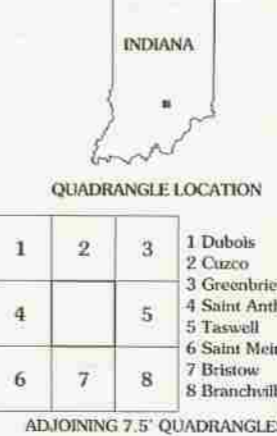 INDIANA
QUADRANGLE LOCATION
1 2 3
4 5
6 7 8
1 Dubois
2 Cuzco
3 Greenbrie
4 Saint Anth
5 Taswell
6 Saint Mein
7 Bristow
8 Branchvill
ADJOINING 7.5' QUADRANGLE